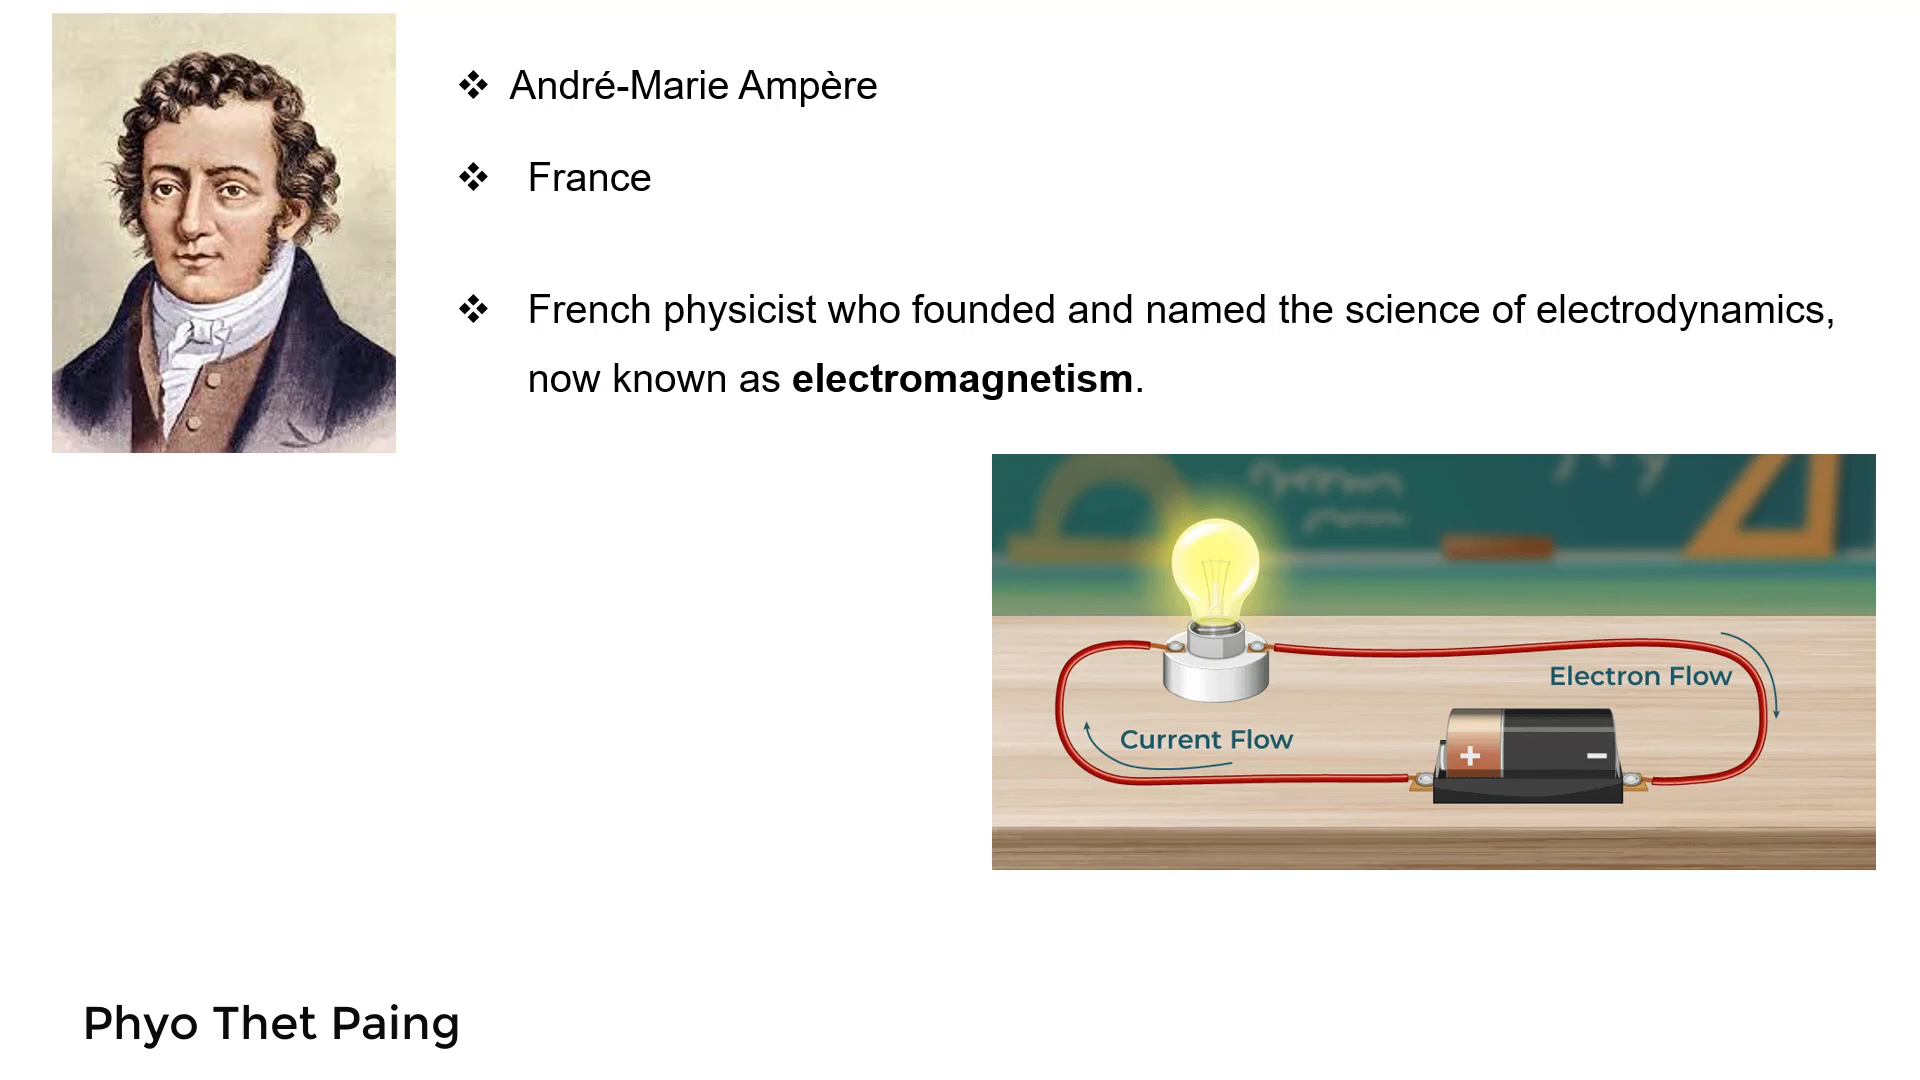 ❖ André-Marie Ampère
❖ France
❖ French physicist who founded and named the science of electrodynamics,
now known as electromagnetism.
Electron Flow
Current Flow
+ −
Phyo Thet Paing